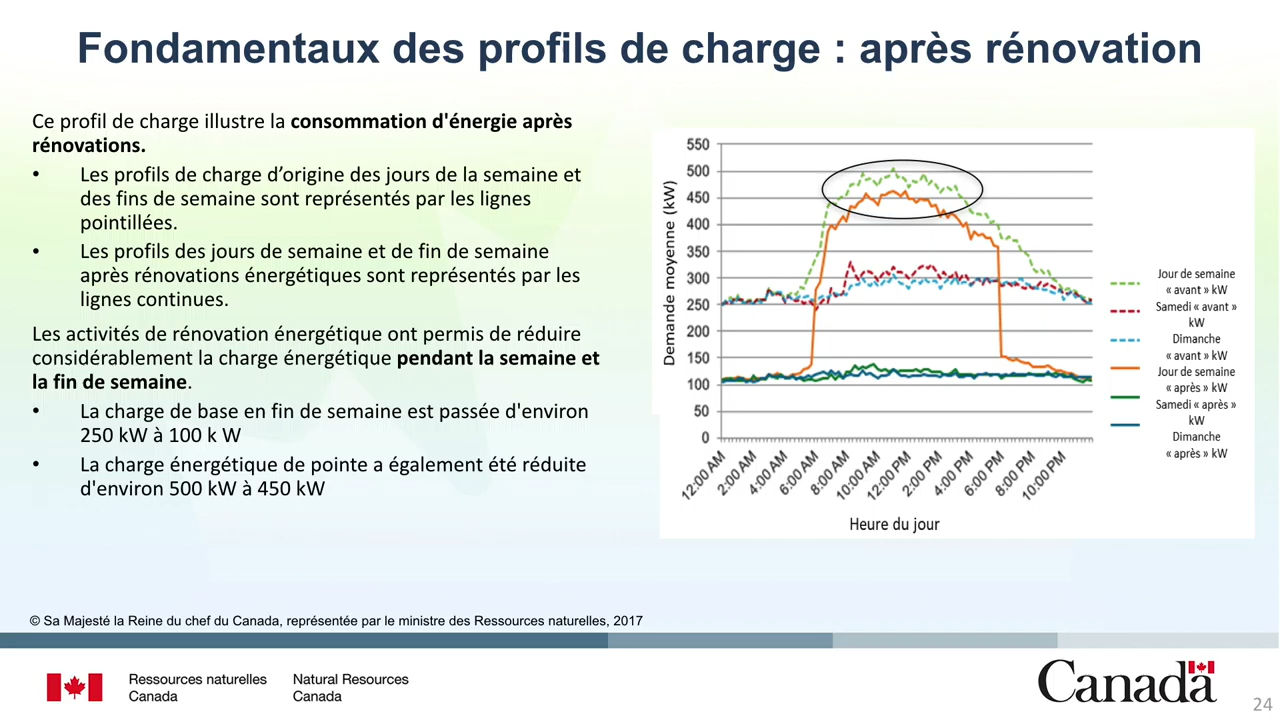 Fondamentaux des profils de charge : après rénovation
Ce profil de charge illustre la consommation d'énergie après
rénovations.
• Les profils de charge d’origine des jours de la semaine et
des fins de semaine sont représentés par les lignes
pointillées.
• Les profils des jours de semaine et de fin de semaine
après rénovations énergétiques sont représentés par les
lignes continues.
Les activités de rénovation énergétique ont permis de réduire
considérablement la charge énergétique pendant la semaine et
la fin de semaine.
• La charge de base en fin de semaine est passée d'environ
250 kW à 100 k W
• La charge énergétique de pointe a également été réduite
d'environ 500 kW à 450 kW
Demande moyenne (kW)
550
500
450
400
350
300
250
200
150
100
50
0
12:00 AM
2:00 AM
4:00 AM
6:00 AM
8:00 AM
10:00 AM
12:00 PM
2:00 PM
4:00 PM
6:00 PM
8:00 PM
10:00 PM
Heure du jour
Jour de semaine
« avant » kW
Samedi « avant »
kW
Dimanche
« avant » kW
Jour de semaine
« après » kW
Samedi « après »
kW
Dimanche
« après » kW
© Sa Majesté la Reine du chef du Canada, représentée par le ministre des Ressources naturelles, 2017
Ressources naturelles
Canada
Natural Resources
Canada
Canada
24